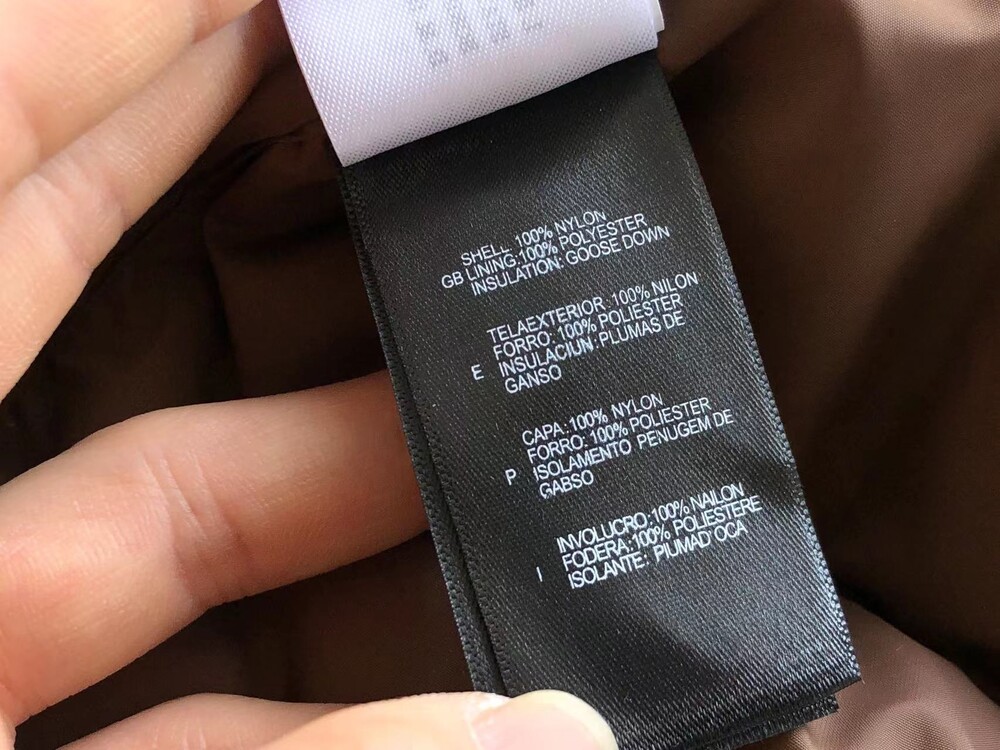 SHELL 100% NYLON
GB LINING:100% POLYESTER
INSULATION: GOOSE DOWN
TELAEXTERIOR: 100% NILON
FORRO: 100% POLIESTER
E INSULACIUN:PLUMAS DE
GANSO
CAPA:100% NYLON
FORRO: 100% POLIESTER
P ISOLAMENTO PENUGEM DE
GABSO
INVOLUCRO:100% NAILON
FODERA:100% POLIESTERE
I ISOLANTE: PIUMAD'OCA